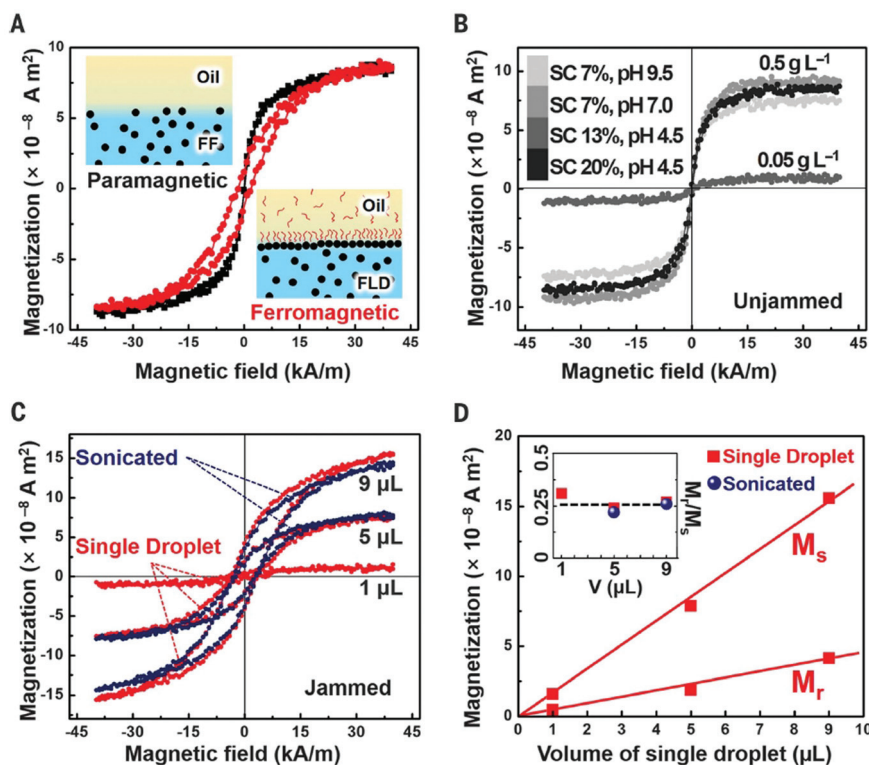 A
Magnetization (× 10 ⁻⁸ A m²)
10
5
0
-5
-10
-45 -30 -15 0 15 30 45
Magnetic field (kA/m)
Oil
FF
Paramagnetic
Oil
FLD
Ferromagnetic
B
Magnetization (× 10 ⁻⁸ A m²)
10
5
0
-5
-10
-45 -30 -15 0 15 30 45
Magnetic field (kA/m)
SC 7%, pH 9.5
SC 7%, pH 7.0
SC 13%, pH 4.5
SC 20%, pH 4.5
0.5 g L⁻¹
0.05 g L⁻¹
Unjammed
C
Magnetization (× 10 ⁻⁸ A m²)
20
15
10
5
0
-5
-10
-15
-45 -30 -15 0 15 30 45
Magnetic field (kA/m)
Sonicated
9 µL
5 µL
Single Droplet
1 µL
Jammed
D
Magnetization (× 10 ⁻⁸ A m²)
20
15
10
5
0
0 1 2 3 4 5 6 7 8 9 10
Volume of single droplet (µL)
0.5
0.25
0
1 5 9
V (µL)
Mr/Ms
Single Droplet
Sonicated
Ms
Mr